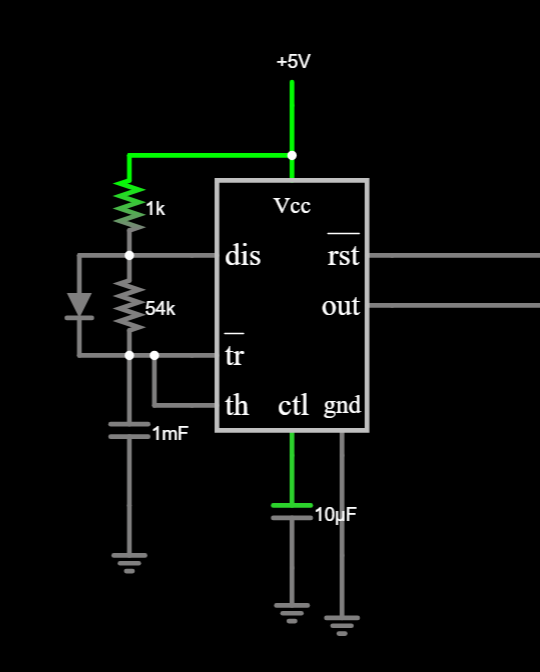 +5V
Vcc
1k
dis
rst
54k
out
tr
th
ctl
gnd
1mF
10µF